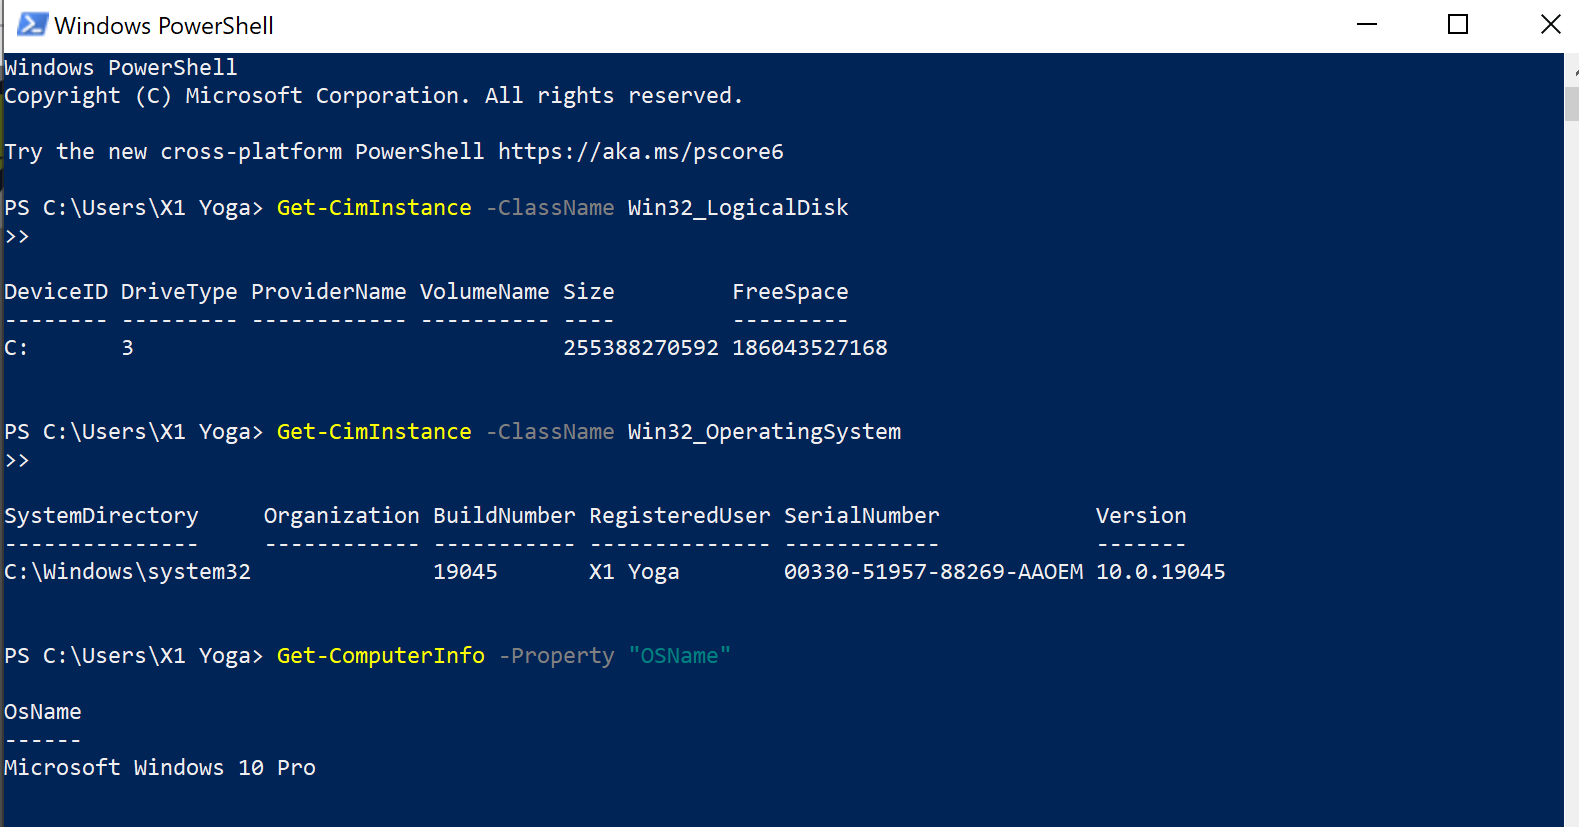 Windows PowerShell
Windows PowerShell
Copyright (C) Microsoft Corporation. All rights reserved.
Try the new cross-platform PowerShell https://aka.ms/pscore6
PS C:\Users\X1 Yoga> Get-CimInstance -ClassName Win32_LogicalDisk
>>
DeviceID DriveType ProviderName VolumeName Size         FreeSpace
-------- --------- ------------ ---------- ----         ---------
C:       3                                 255388270592 186043527168
PS C:\Users\X1 Yoga> Get-CimInstance -ClassName Win32_OperatingSystem
>>
SystemDirectory     Organization BuildNumber RegisteredUser SerialNumber            Version
---------------     ------------ ----------- -------------- ------------            -------
C:\Windows\system32              19045       X1 Yoga        00330-51957-88269-AAOEM 10.0.19045
PS C:\Users\X1 Yoga> Get-ComputerInfo -Property "OSName"
OsName
------
Microsoft Windows 10 Pro